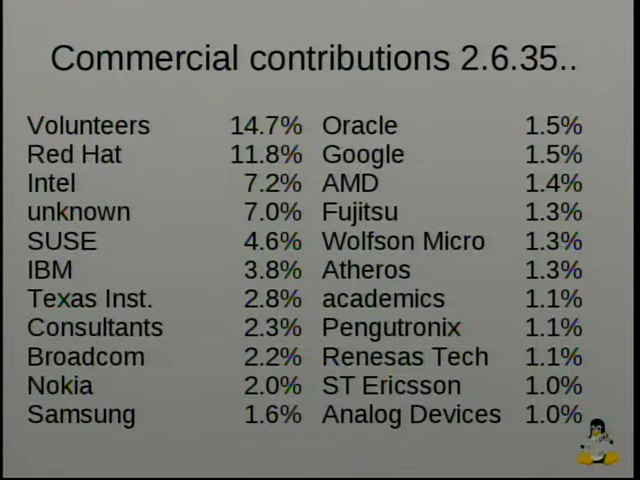 Commercial contributions 2.6.35..
Volunteers 14.7% Oracle 1.5%
Red Hat 11.8% Google 1.5%
Intel 7.2% AMD 1.4%
unknown 7.0% Fujitsu 1.3%
SUSE 4.6% Wolfson Micro 1.3%
IBM 3.8% Atheros 1.3%
Texas Inst. 2.8% academics 1.1%
Consultants 2.3% Pengutronix 1.1%
Broadcom 2.2% Renesas Tech 1.1%
Nokia 2.0% ST Ericsson 1.0%
Samsung 1.6% Analog Devices 1.0%